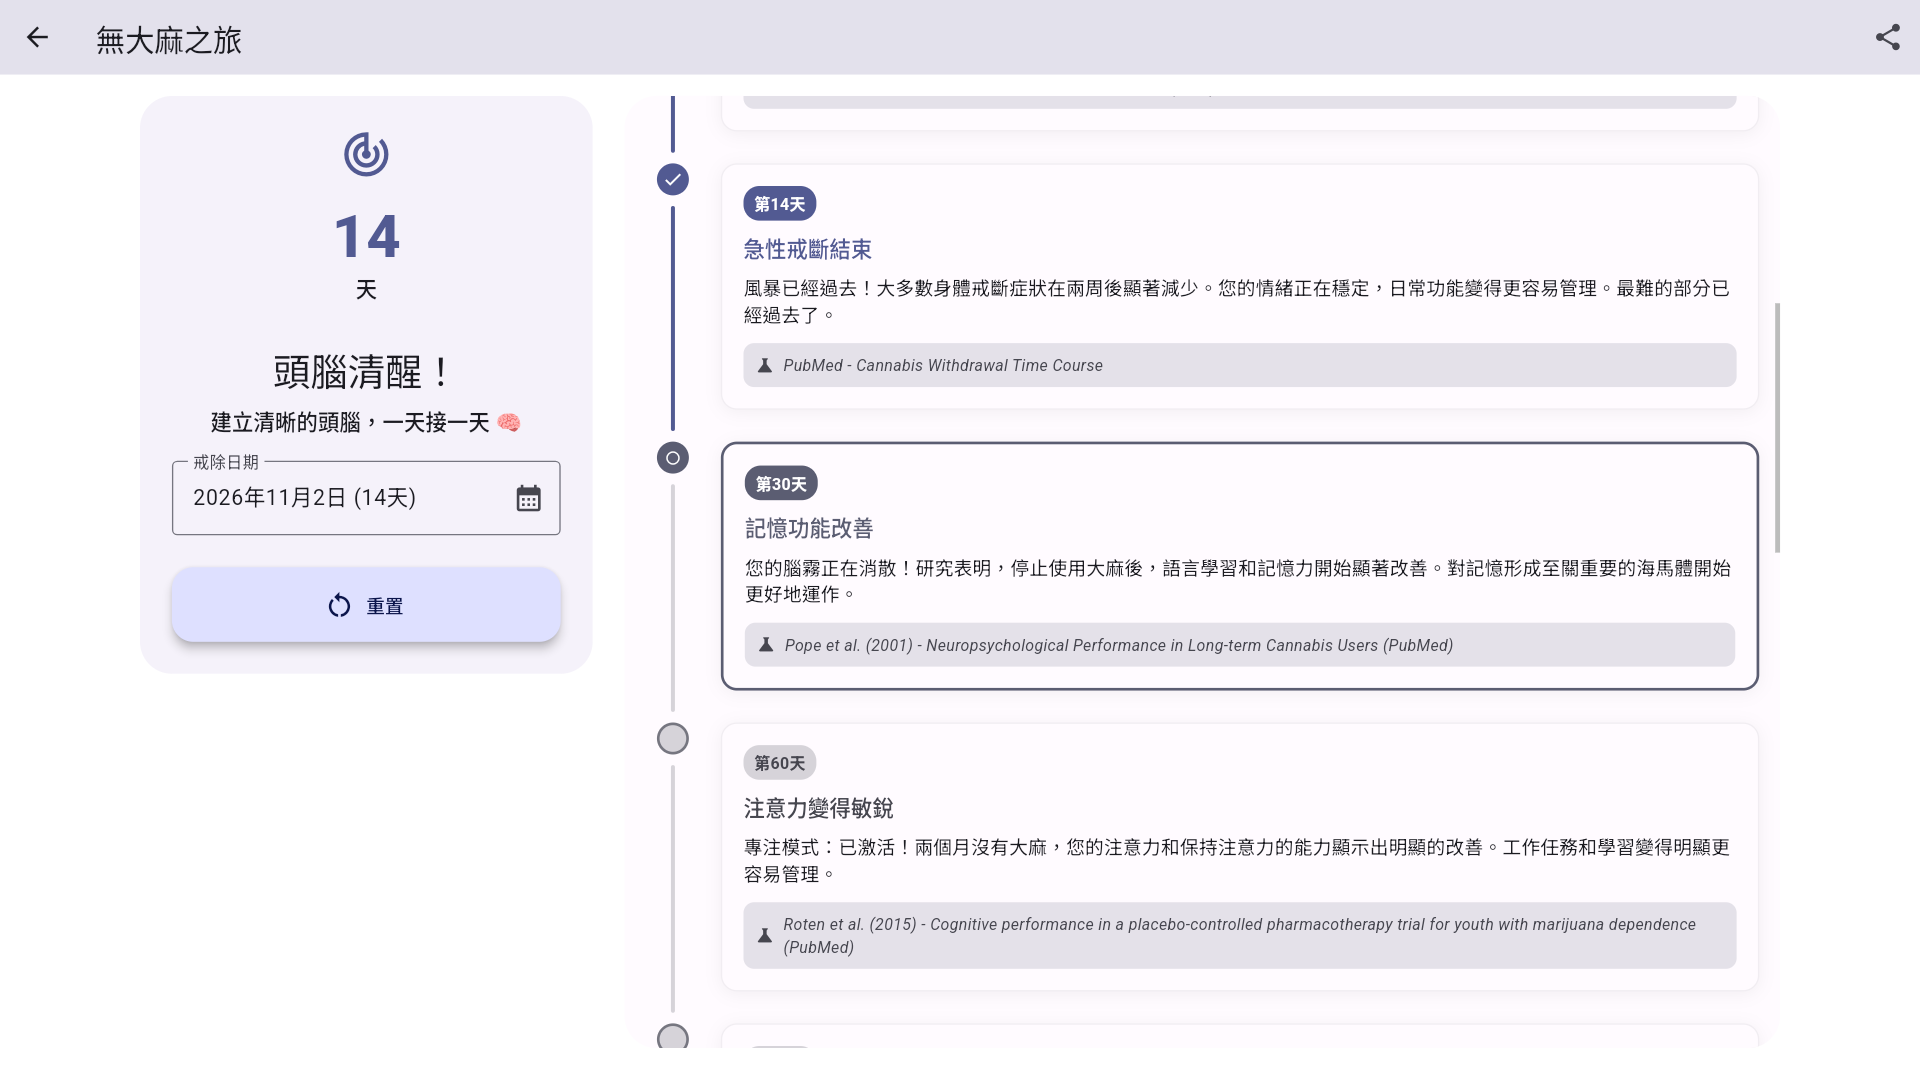 無大麻之旅
14
天
頭腦清醒！
建立清晰的頭腦，一天接一天 🧠
戒除日期
2026年11月2日 (14天)
重置
第14天
急性戒斷結束
風暴已經過去！大多數身體戒斷症狀在兩周後顯著減少。您的情緒正在穩定，日常功能變得更容易管理。最難的部分已
經過去了。
PubMed - Cannabis Withdrawal Time Course
第30天
記憶功能改善
您的腦霧正在消散！研究表明，停止使用大麻後，語言學習和記憶力開始顯著改善。對記憶形成至關重要的海馬體開始
更好地運作。
Pope et al. (2001) - Neuropsychological Performance in Long-term Cannabis Users (PubMed)
第60天
注意力變得敏銳
專注模式：已激活！兩個月沒有大麻，您的注意力和保持注意力的能力顯示出明顯的改善。工作任務和學習變得明顯更
容易管理。
Roten et al. (2015) - Cognitive performance in a placebo-controlled pharmacotherapy trial for youth with marijuana dependence
(PubMed)